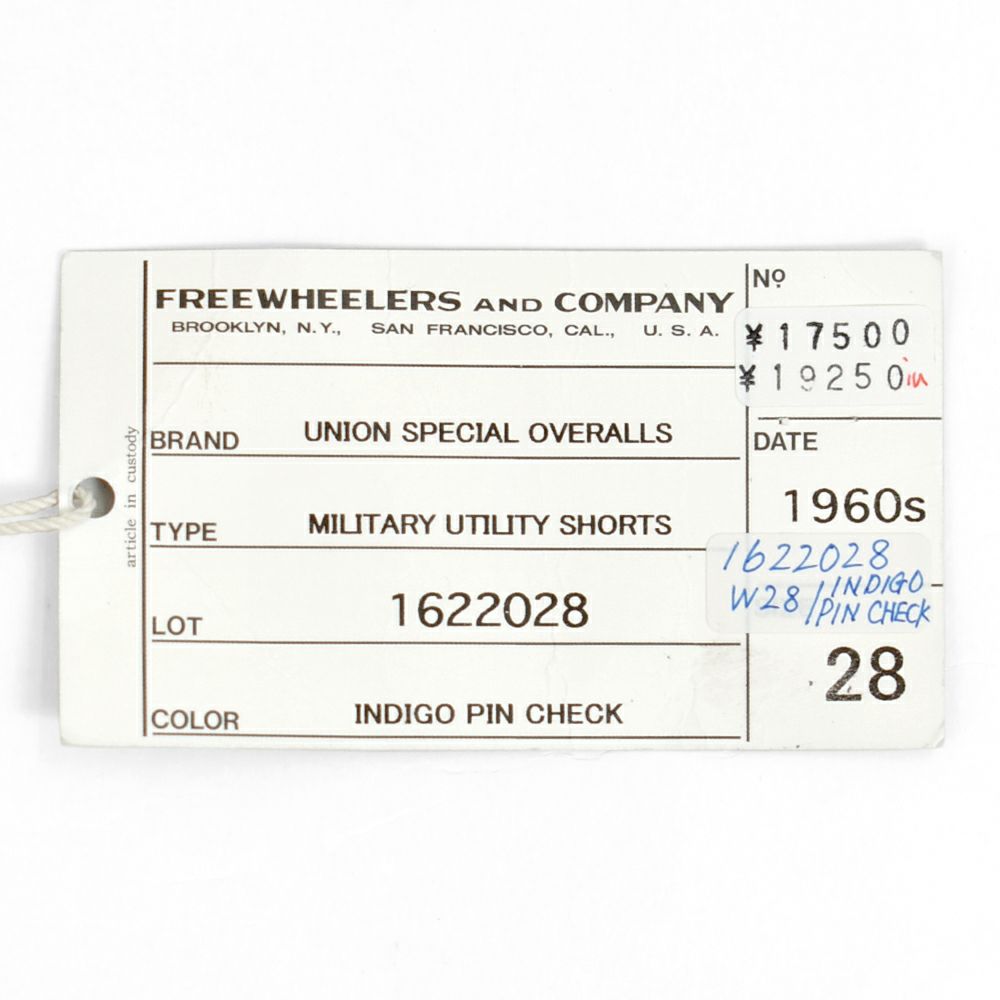 FREEWHEELERS AND COMPANY
BROOKLYN, N.Y., SAN FRANCISCO, CAL., U. S. A.
Nº
¥17500
¥19250in
article in custody
BRAND UNION SPECIAL OVERALLS
DATE
1960s
TYPE MILITARY UTILITY SHORTS
1622028
W28/INDIGO
PIN CHECK
LOT 1622028
28
COLOR INDIGO PIN CHECK